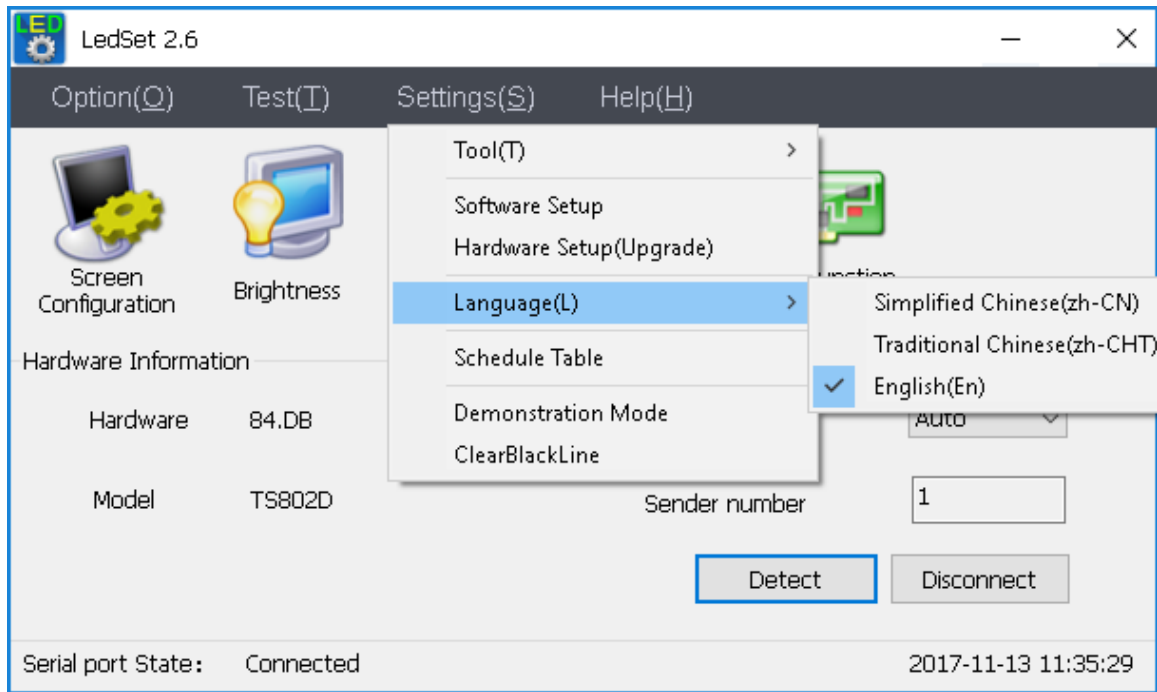 LED
LedSet 2.6
Option(O) Test(T) Settings(S) Help(H)
Tool(T)
Software Setup
Hardware Setup(Upgrade)
Language(L)
Schedule Table
Demonstration Mode
ClearBlackLine
Simplified Chinese(zh-CN)
Traditional Chinese(zh-CHT)
English(En)
Screen
Configuration
Brightness
Hardware Information
Hardware 84.DB
Auto
Model TS802D
Sender number 1
Detect Disconnect
Serial port State: Connected 2017-11-13 11:35:29